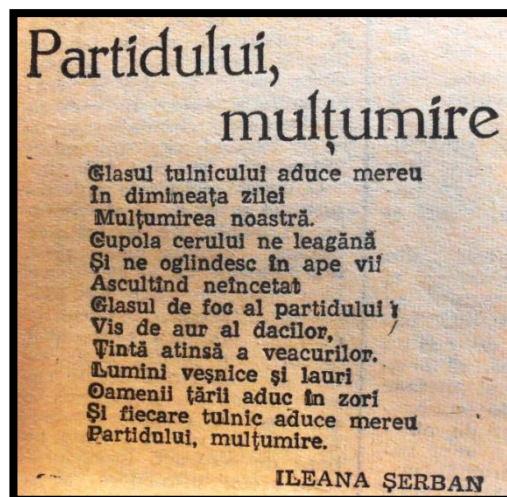 Partidului,
mulțumire
Glasul tulnicului aduce mereu
În dimineața zilei
Mulțumirea noastră.
Cupola cerului ne leagănă
Și ne oglindesc în ape vii
Ascultînd neîncetat
Glasul de foc al partidului;
Vis de aur al dacilor,
Țintă atinsă a veacurilor.
Lumini veșnice și lauri
Oamenii țării aduc în zori
Și fiecare tulnic aduce mereu
Partidului, mulțumire.
ILEANA ȘERBAN